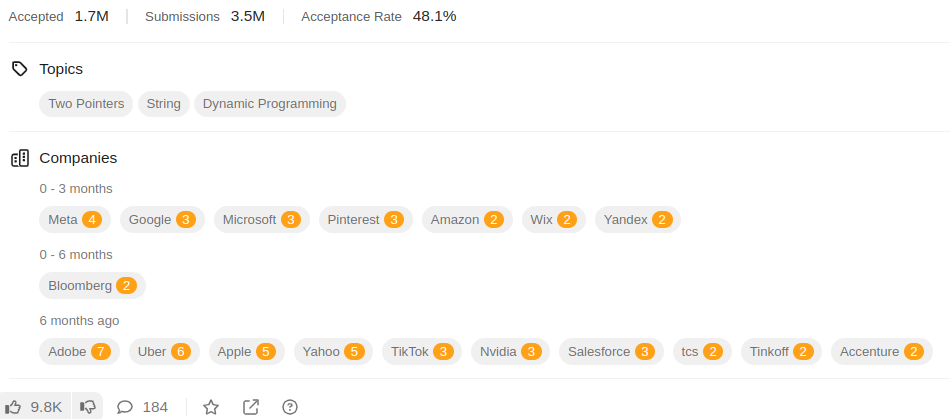 Accepted 1.7M Submissions 3.5M Acceptance Rate 48.1%
Topics
Two Pointers String Dynamic Programming
Companies
0 - 3 months
Meta 4 Google 3 Microsoft 3 Pinterest 3 Amazon 2 Wix 2 Yandex 2
0 - 6 months
Bloomberg 2
6 months ago
Adobe 7 Uber 6 Apple 5 Yahoo 5 TikTok 3 Nvidia 3 Salesforce 3 tcs 2 Tinkoff 2 Accenture 2
9.8K 184